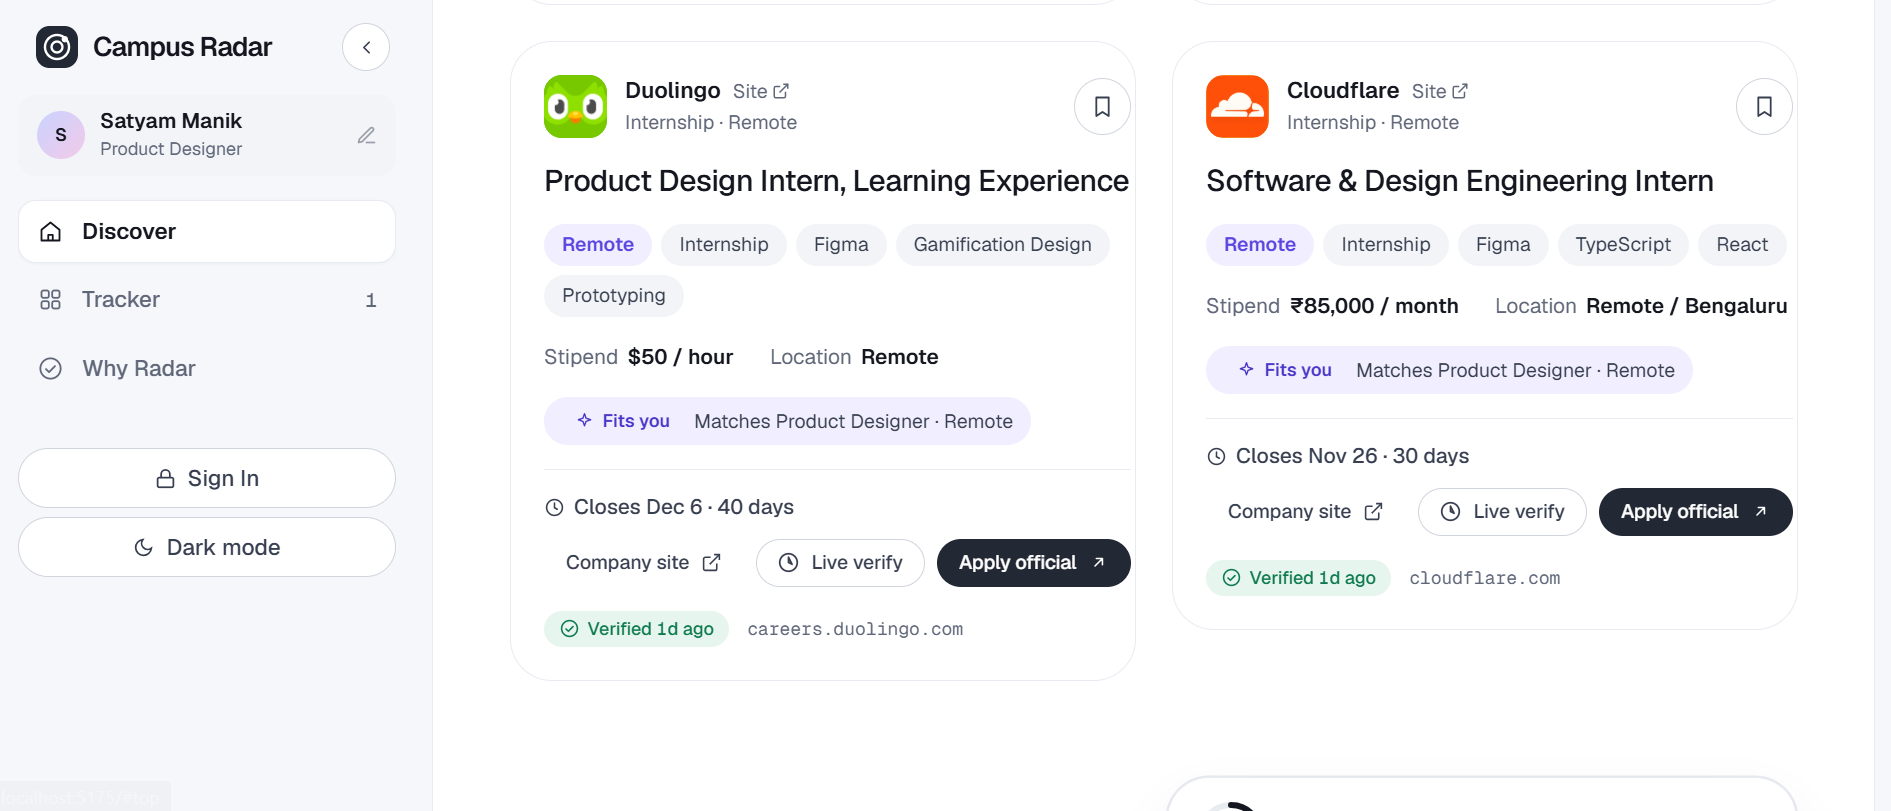 Campus Radar
S
Satyam Manik
Product Designer
Discover
Tracker 1
Why Radar
Sign In
Dark mode
localhost:5175/#top
Duolingo Site
Internship · Remote
Product Design Intern, Learning Experience
Remote Internship Figma Gamification Design
Prototyping
Stipend $50 / hour Location Remote
Fits you Matches Product Designer · Remote
Closes Dec 6 · 40 days
Company site Live verify Apply official
Verified 1d ago careers.duolingo.com
Cloudflare Site
Internship · Remote
Software & Design Engineering Intern
Remote Internship Figma TypeScript React
Stipend ₹85,000 / month Location Remote / Bengaluru
Fits you Matches Product Designer · Remote
Closes Nov 26 · 30 days
Company site Live verify Apply official
Verified 1d ago cloudflare.com